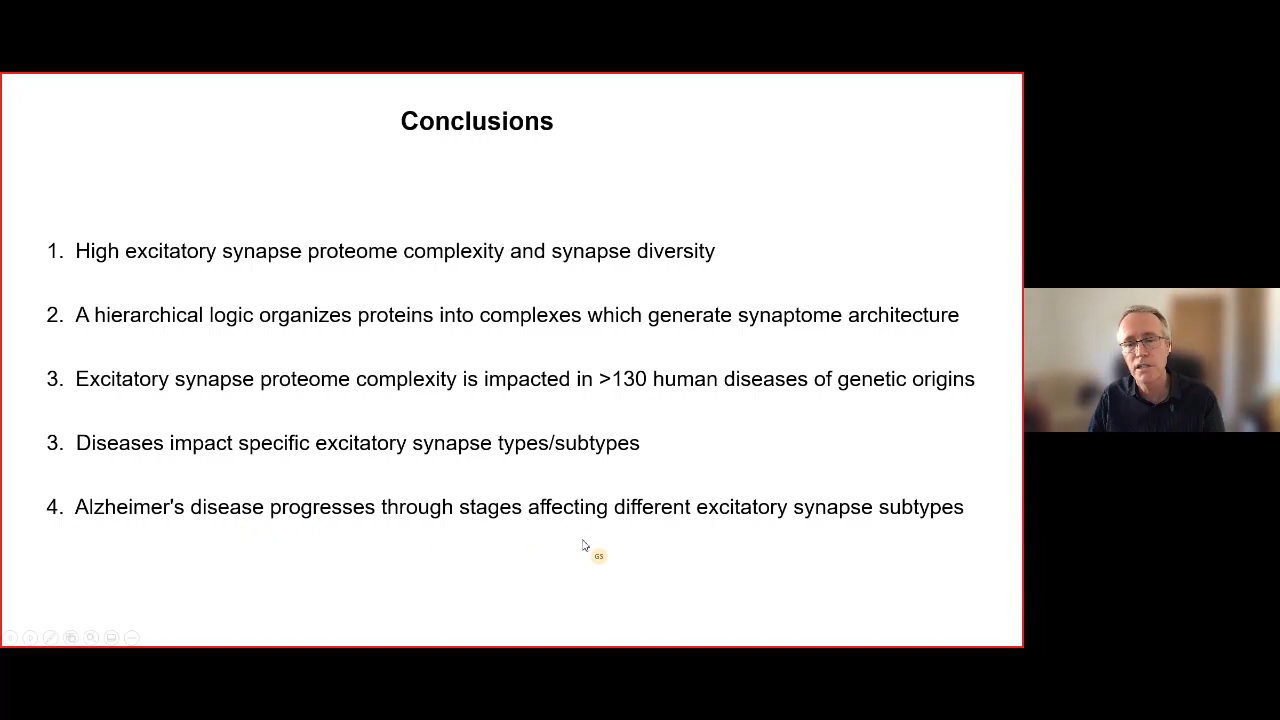 Conclusions
1. High excitatory synapse proteome complexity and synapse diversity
2. A hierarchical logic organizes proteins into complexes which generate synaptome architecture
3. Excitatory synapse proteome complexity is impacted in >130 human diseases of genetic origins
3. Diseases impact specific excitatory synapse types/subtypes
4. Alzheimer's disease progresses through stages affecting different excitatory synapse subtypes
GS